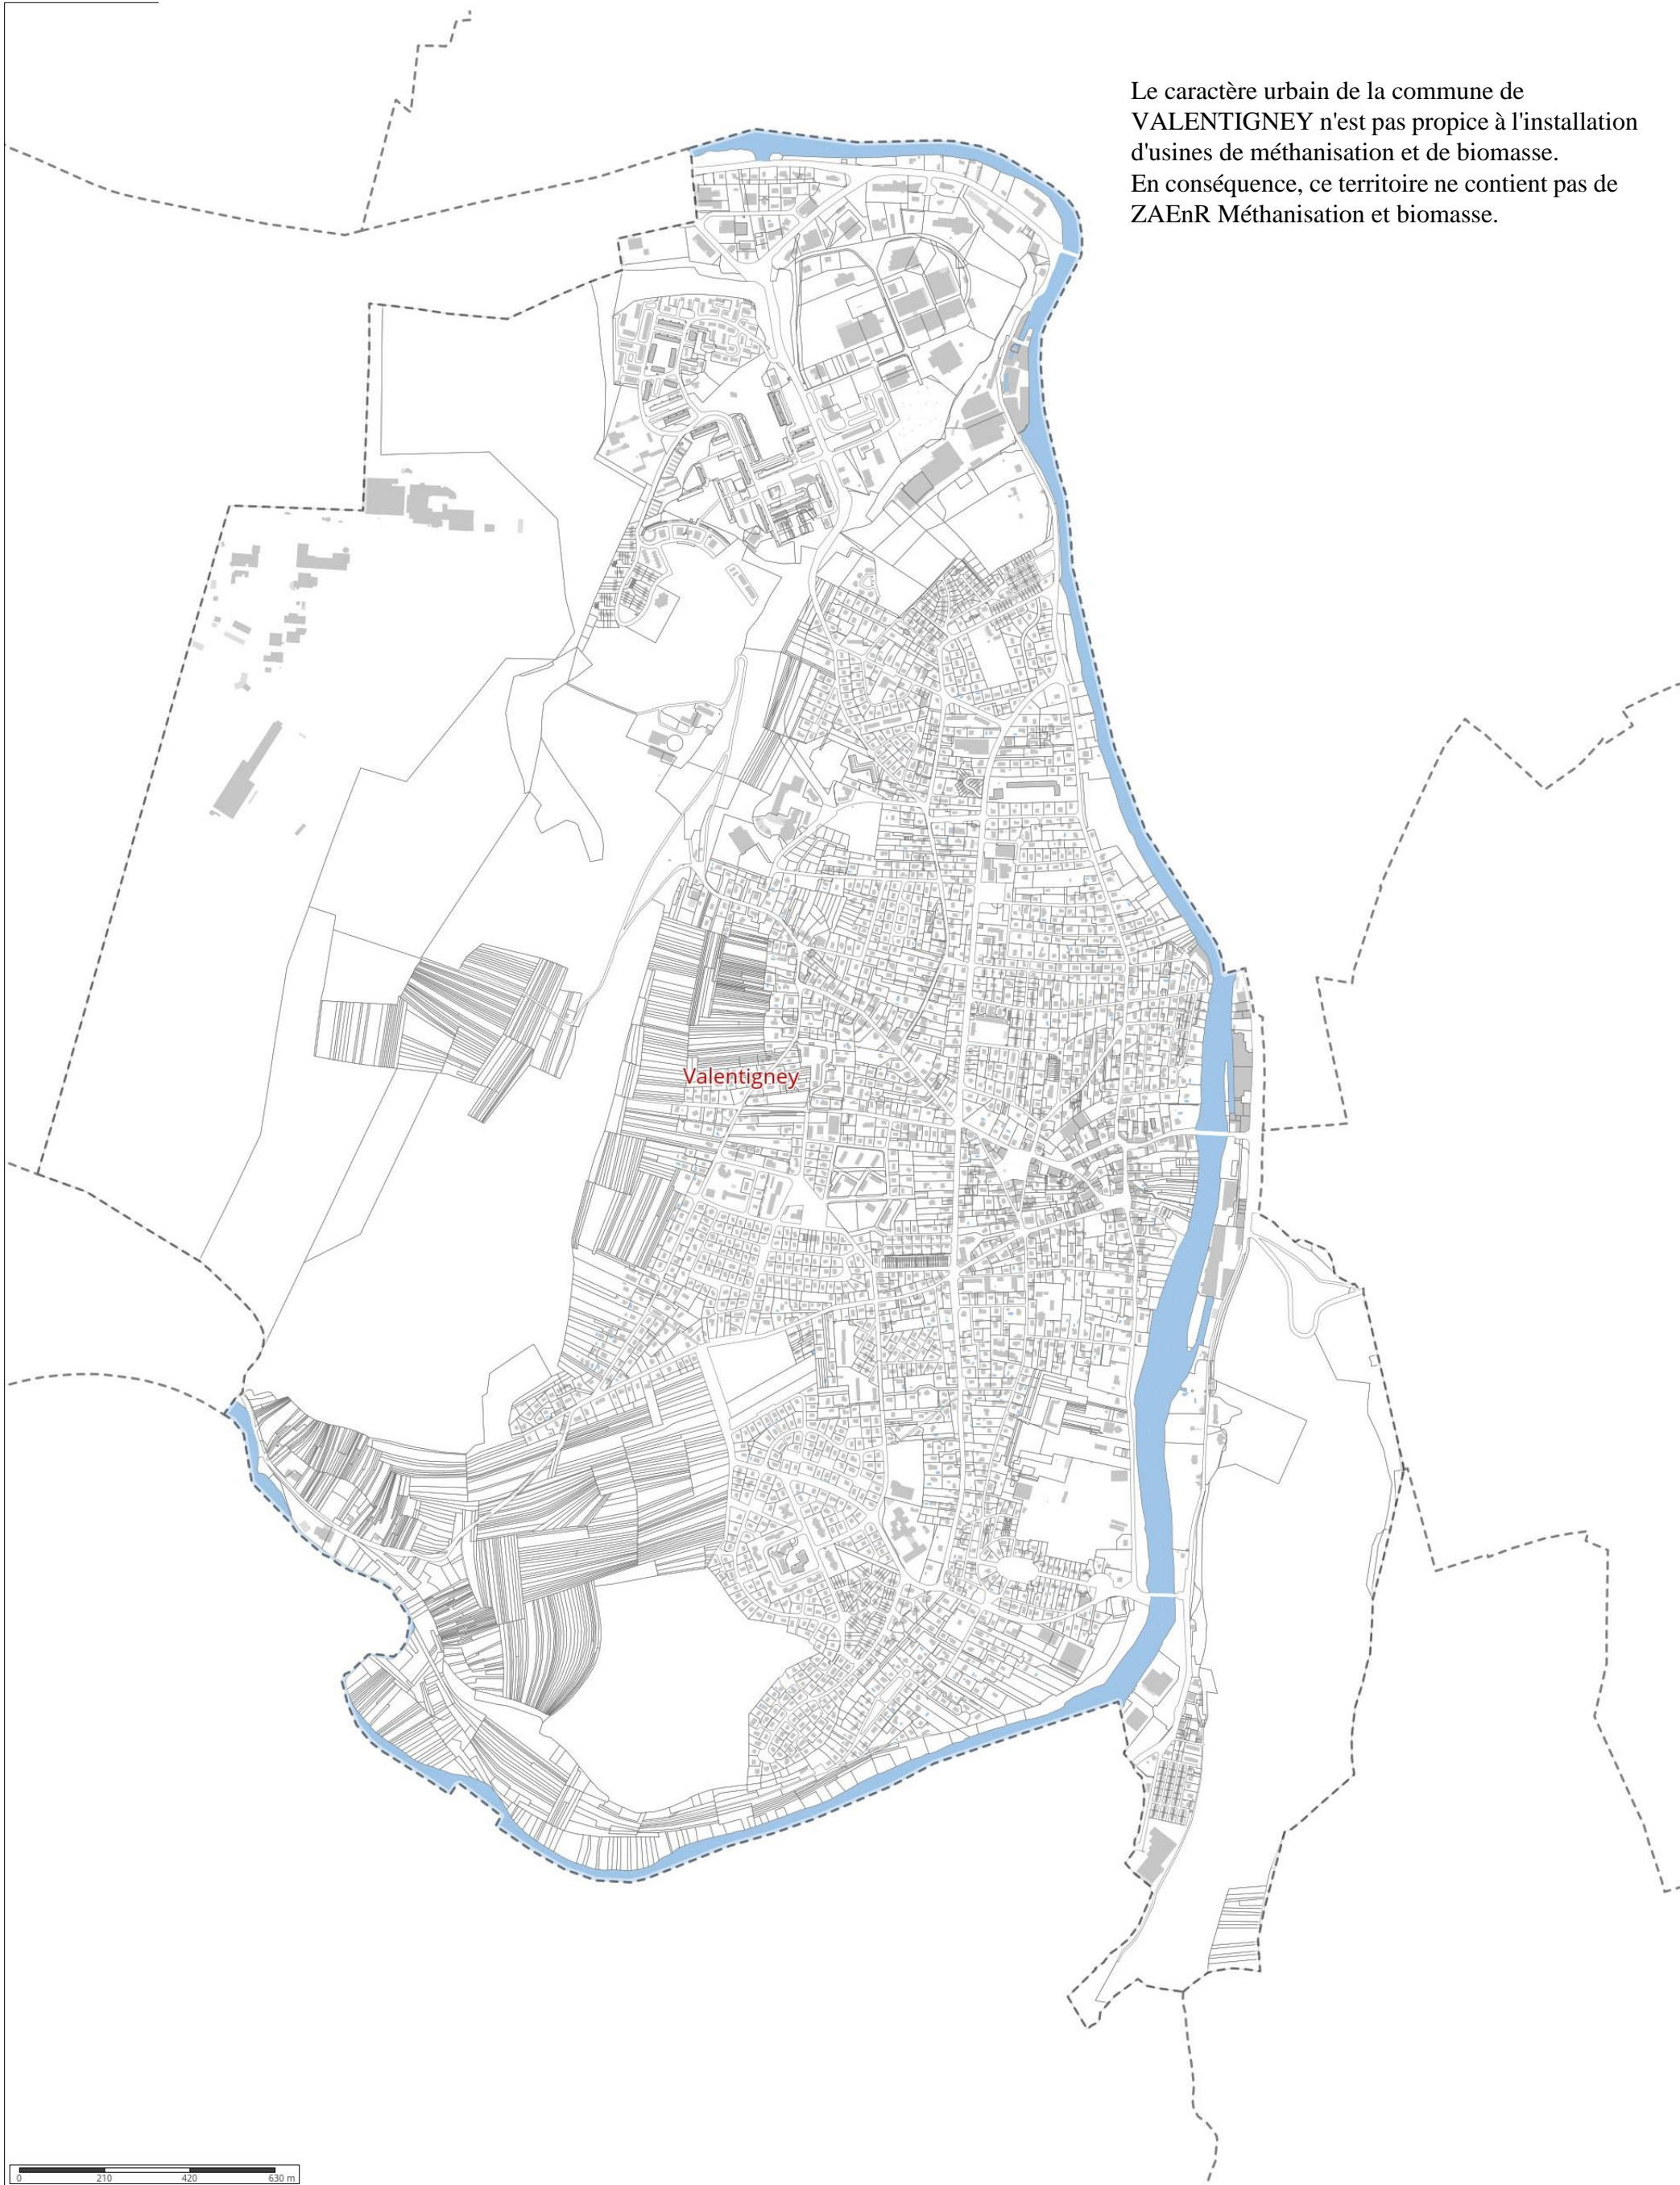 Le caractère urbain de la commune de
VALENTIGNEY n'est pas propice à l'installation
d'usines de méthanisation et de biomasse.
En conséquence, ce territoire ne contient pas de
ZAEnR Méthanisation et biomasse.
Valentigney
0 210 420 630 m